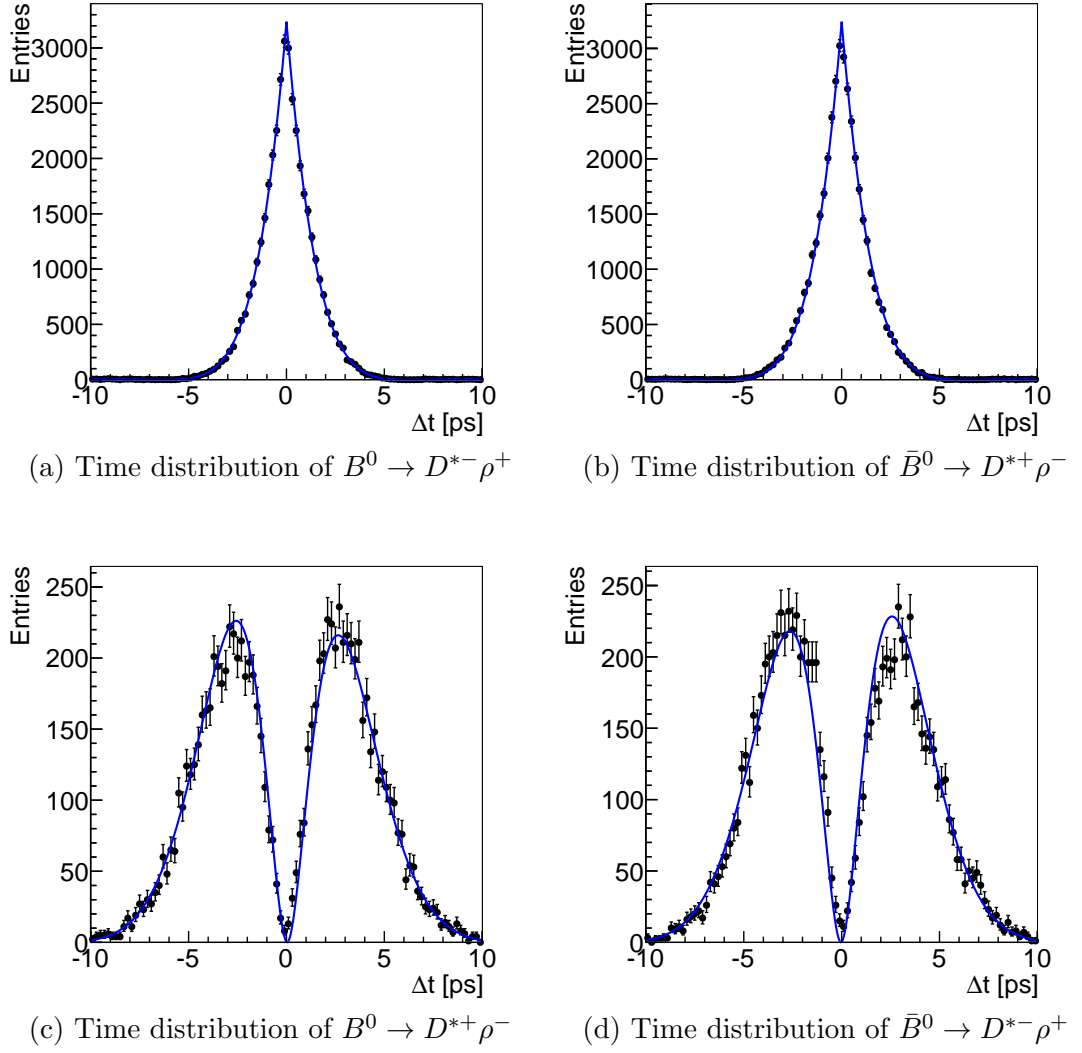 Entries
3000
2500
2000
1500
1000
500
0
-10 -5 0 5 10
Δt [ps]
(a) Time distribution of B⁰ → D*⁻ρ⁺
Entries
3000
2500
2000
1500
1000
500
0
-10 -5 0 5 10
Δt [ps]
(b) Time distribution of B̄⁰ → D*⁺ρ⁻
Entries
250
200
150
100
50
0
-10 -5 0 5 10
Δt [ps]
(c) Time distribution of B⁰ → D*⁺ρ⁻
Entries
250
200
150
100
50
0
-10 -5 0 5 10
Δt [ps]
(d) Time distribution of B̄⁰ → D*⁻ρ⁺